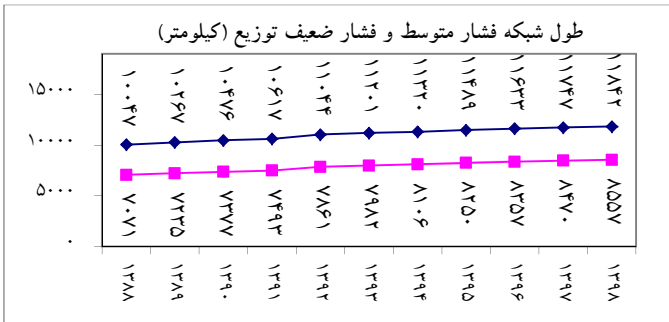 طول شبکه فشار متوسط و فشار ضعیف توزیع (کیلومتر)
۱۵۰۰۰
۱۰۰۰۰
۵۰۰۰
۰
۱۰۰۴۷ ۱۰۲۶۷ ۱۰۴۷۶ ۱۰۶۱۷ ۱۱۰۴۴ ۱۱۲۰۱ ۱۱۳۲۰ ۱۱۴۸۹ ۱۱۶۳۳ ۱۱۷۴۷ ۱۱۸۴۲
۷۰۷۱ ۷۲۳۵ ۷۳۷۷ ۷۴۹۳ ۷۸۶۱ ۷۹۸۲ ۸۱۰۶ ۸۲۵۰ ۸۳۵۷ ۸۴۷۰ ۸۵۵۷
۱۳۸۸ ۱۳۸۹ ۱۳۹۰ ۱۳۹۱ ۱۳۹۲ ۱۳۹۳ ۱۳۹۴ ۱۳۹۵ ۱۳۹۶ ۱۳۹۷ ۱۳۹۸